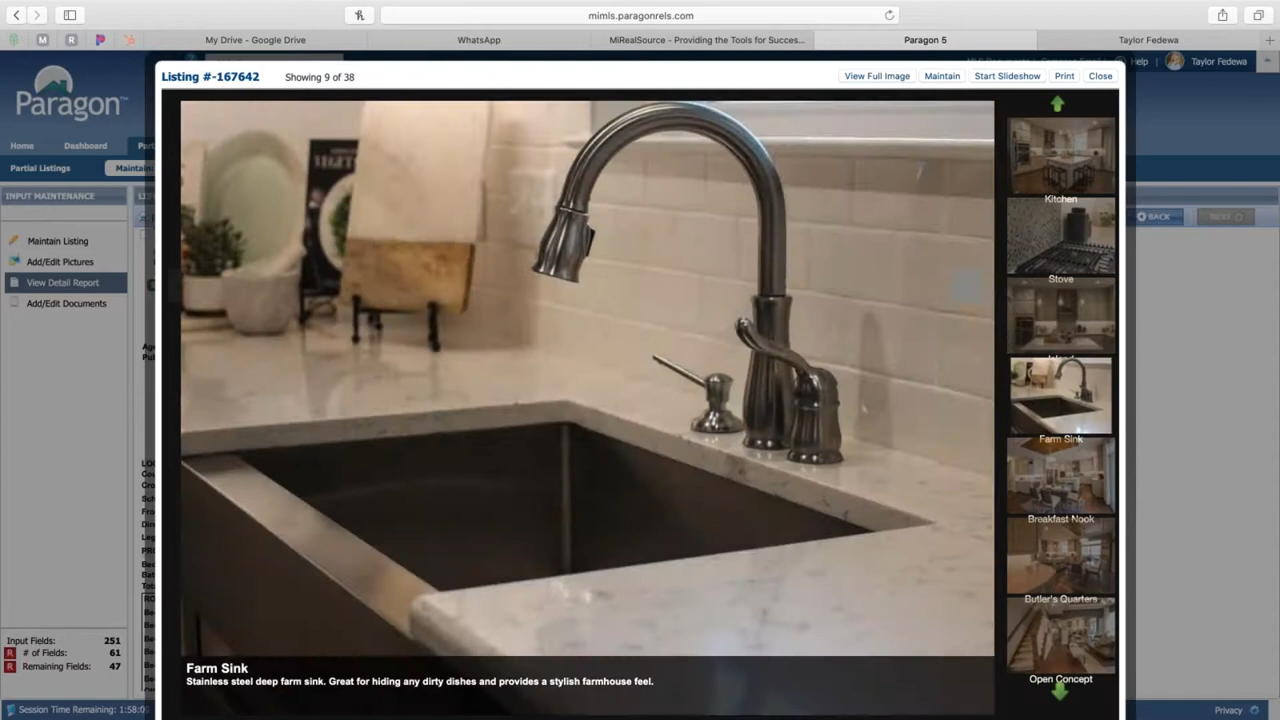 mimls.paragonrels.com
My Drive - Google Drive
WhatsApp
MiRealSource - Providing the Tools for Succes...
Paragon 5
Taylor Fedewa
M
R
Help
Taylor Fedewa
Paragon™
Home
Dashboard
Partial Listings
Maintain
INPUT MAINTENANCE
Maintain Listing
Add/Edit Pictures
View Detail Report
Add/Edit Documents
BACK
Listing #-167642
Showing 9 of 38
View Full Image
Maintain
Start Slideshow
Print
Close
Kitchen
Stove
Farm Sink
Breakfast Nook
Butler's Quarters
Open Concept
Farm Sink
Stainless steel deep farm sink. Great for hiding any dirty dishes and provides a stylish farmhouse feel.
Input Fields: 251
R # of Fields: 61
R Remaining Fields: 47
Session Time Remaining: 1:58:0
Privacy